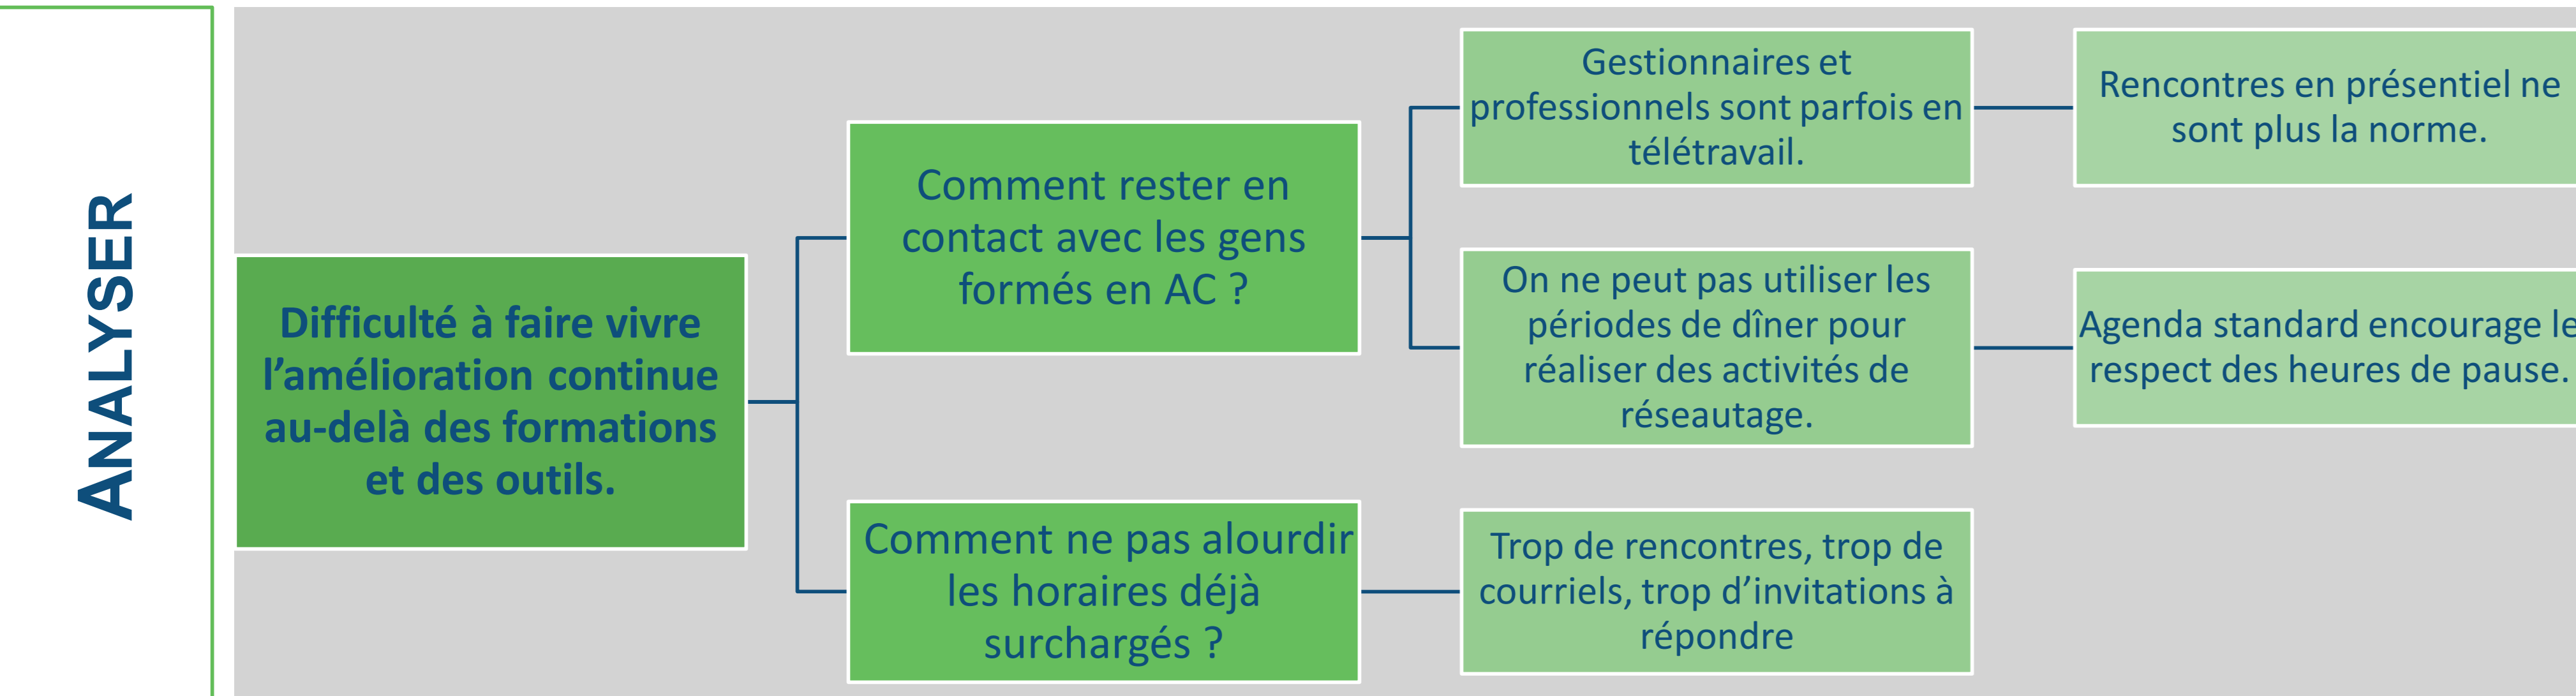 ANALYSER
Difficulté à faire vivre
l’amélioration continue
au-delà des formations
et des outils.
Comment rester en
contact avec les gens
formés en AC ?
Gestionnaires et
professionnels sont parfois en
télétravail.
Rencontres en présentiel ne
sont plus la norme.
On ne peut pas utiliser les
périodes de dîner pour
réaliser des activités de
réseautage.
Agenda standard encourage le
respect des heures de pause.
Comment ne pas alourdir
les horaires déjà
surchargés ?
Trop de rencontres, trop de
courriels, trop d’invitations à
répondre